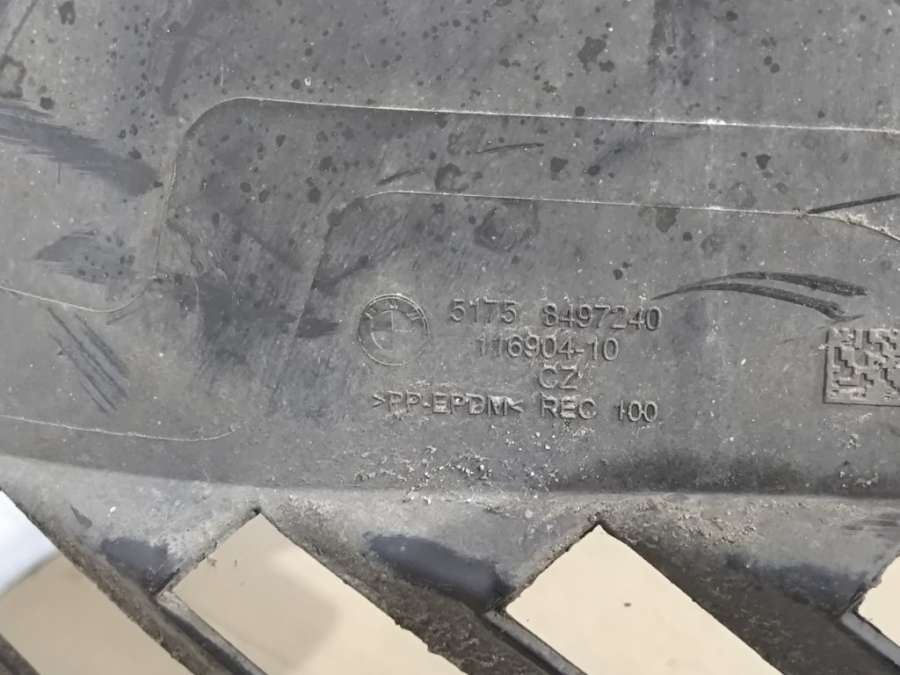 5175 8497240
116904-10
CZ
>PP-EPDM< REC 100